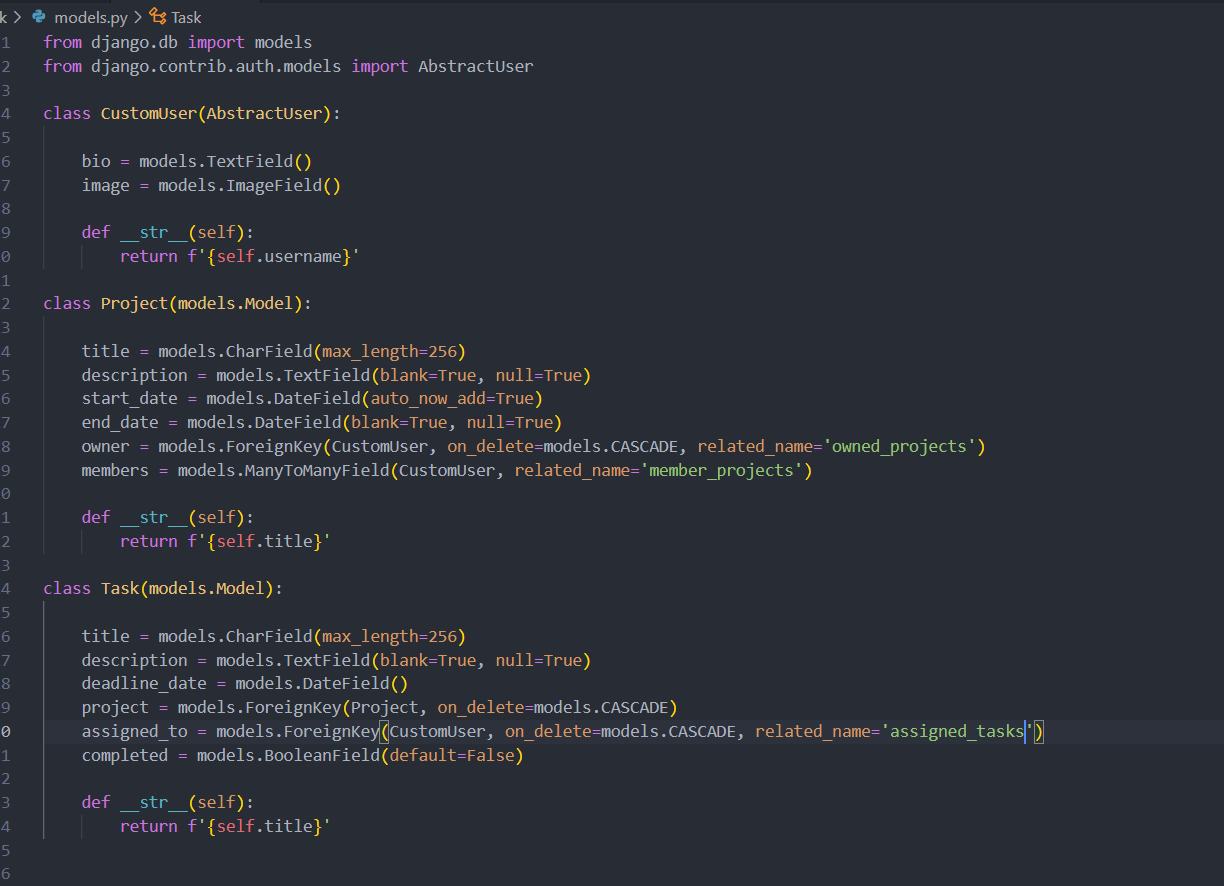 k > models.py > Task
1 from django.db import models
2 from django.contrib.auth.models import AbstractUser
3
4 class CustomUser(AbstractUser):
5
6     bio = models.TextField()
7     image = models.ImageField()
8
9     def __str__(self):
0         return f'{self.username}'
1
2 class Project(models.Model):
3
4     title = models.CharField(max_length=256)
5     description = models.TextField(blank=True, null=True)
6     start_date = models.DateField(auto_now_add=True)
7     end_date = models.DateField(blank=True, null=True)
8     owner = models.ForeignKey(CustomUser, on_delete=models.CASCADE, related_name='owned_projects')
9     members = models.ManyToManyField(CustomUser, related_name='member_projects')
0
1     def __str__(self):
2         return f'{self.title}'
3
4 class Task(models.Model):
5
6     title = models.CharField(max_length=256)
7     description = models.TextField(blank=True, null=True)
8     deadline_date = models.DateField()
9     project = models.ForeignKey(Project, on_delete=models.CASCADE)
0     assigned_to = models.ForeignKey(CustomUser, on_delete=models.CASCADE, related_name='assigned_tasks')
1     completed = models.BooleanField(default=False)
2
3     def __str__(self):
4         return f'{self.title}'
5
6